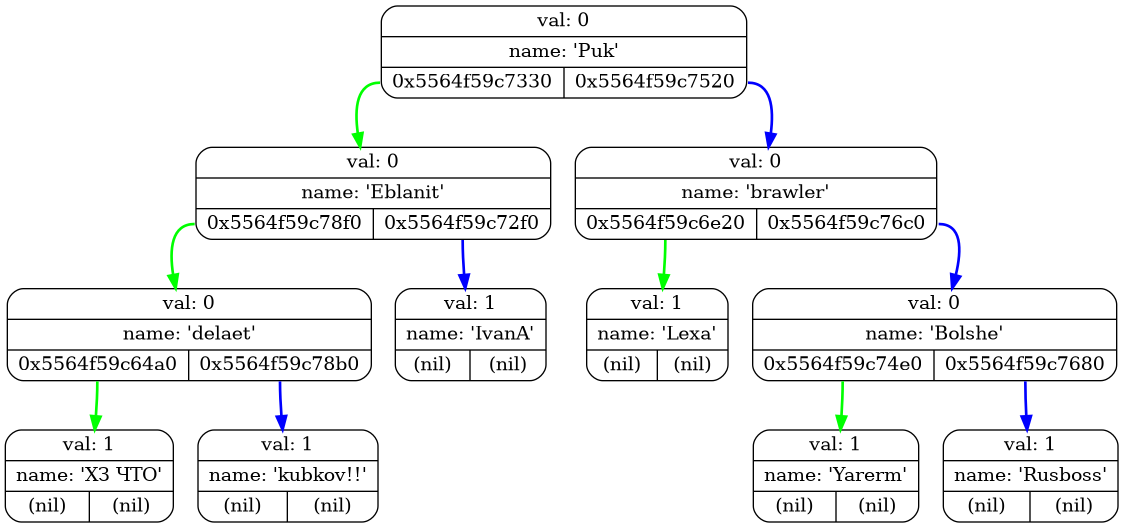 val: 0
name: 'Puk'
0x5564f59c7330 0x5564f59c7520
val: 0
name: 'Eblanit'
0x5564f59c78f0 0x5564f59c72f0
val: 0
name: 'brawler'
0x5564f59c6e20 0x5564f59c76c0
val: 0
name: 'delaet'
0x5564f59c64a0 0x5564f59c78b0
val: 1
name: 'IvanA'
(nil) (nil)
val: 1
name: 'Lexa'
(nil) (nil)
val: 0
name: 'Bolshe'
0x5564f59c74e0 0x5564f59c7680
val: 1
name: 'ХЗ ЧТО'
(nil) (nil)
val: 1
name: 'kubkov!!'
(nil) (nil)
val: 1
name: 'Yarerm'
(nil) (nil)
val: 1
name: 'Rusboss'
(nil) (nil)